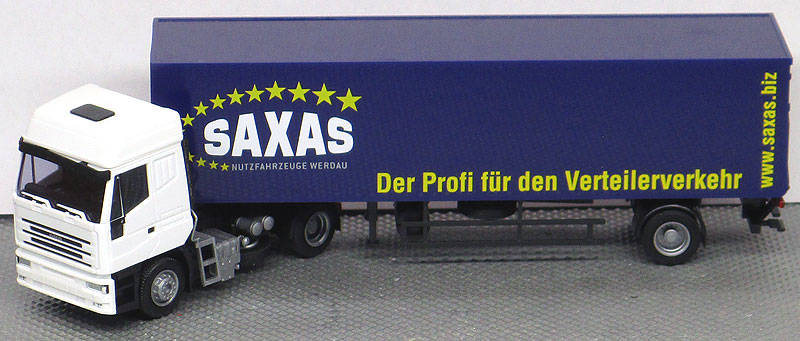 SAXAS
NUTZFAHRZEUGE WERDAU
Der Profi für den Verteilerverkehr
www.saxas.biz